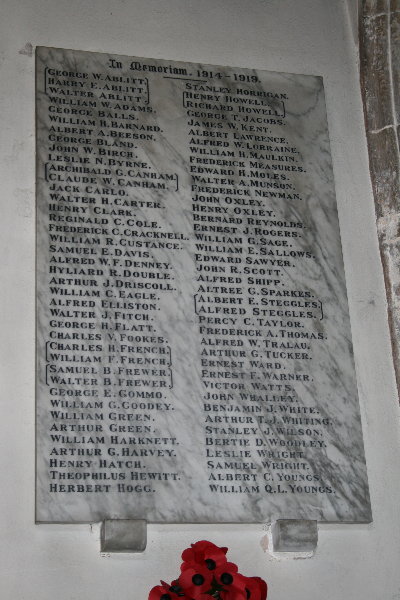 In Memoriam. 1914-1919.
George W. Ablitt.
Harry E. Ablitt.
Walter Ablitt.
William W. Adams.
George Balls.
William H. Barnard.
Albert A. Beeson.
George Bland.
John W. Birch.
Leslie N. Byrne.
Archibald G. Canham.
Claude W. Canham.
Jack Carlo.
Walter H. Carter.
Henry Clark.
Reginald C. Cole.
Frederick C. Cracknell.
William R. Custance.
Samuel E. Davis.
Alfred W. F. Denney.
Hyliard R. Double.
Arthur J. Driscoll.
William C. Eagle.
Alfred Elliston.
Walter J. Fitch.
George H. Flatt.
Charles V. Fookes.
Charles H. French.
William F. French.
Samuel B. Frewer.
Walter B. Frewer.
George E. Gommo.
William G. Goodey.
William Green.
Arthur Green.
William Harknett.
Arthur G. Harvey.
Henry Hatch.
Theophilus Hewitt.
Herbert Hogg.
Stanley Horrigan.
Henry Howell.
Richard Howell.
George T. Jacobs.
James W. Kent.
Albert Lawrence.
Alfred W. Lorraine.
William H. Maulkin.
Frederick Measures.
Edward H. Moles.
Walter A. Munson.
Frederick Newman.
John Oxley.
Henry Oxley.
Bernard Reynolds.
Ernest J. Rogers.
William G. Sage.
William E. Sallows.
Edward Sawyer.
John R. Scott.
Alfred Shipp.
Altree G. Sparkes.
Albert E. Steggles.
Alfred Steggles.
Percy C. Taylor.
Frederick A. Thomas.
Alfred W. Tralau.
Arthur G. Tucker.
Ernest Ward.
Ernest F. Warner.
Victor Watts.
John Whalley.
Benjamin J. White.
Arthur T. J. Whiting.
Stanley J. Wilson.
Bertie D. Woodley.
Leslie Wright.
Samuel Wright.
Albert C. Youngs.
William Q. L. Youngs.